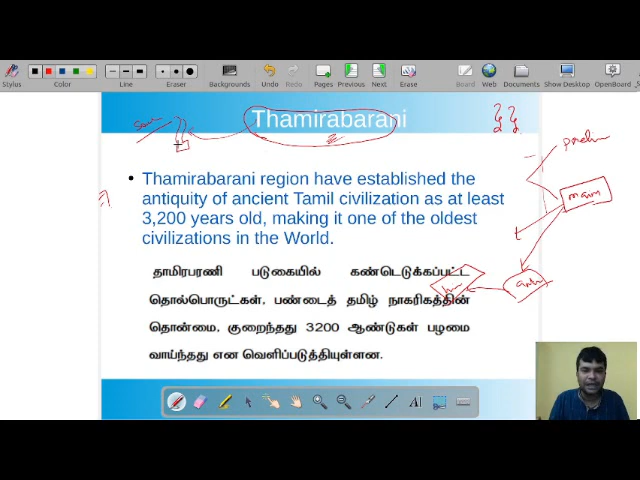 Stylus
Color
Line
Eraser
Backgrounds
Undo
Pages
Previous
Next
Erase
Board
Web
Documents
Show Desktop
OpenBoard
Thamirabarani
• Thamirabarani region have established the
antiquity of ancient Tamil civilization as at least
3,200 years old, making it one of the oldest
civilizations in the World.
தாமிரபரணி படுகையில் கண்டெடுக்கப்பட்ட
தொல்பொருட்கள், பண்டைத் தமிழ் நாகரிகத்தின்
தொன்மை, குறைந்தது 3200 ஆண்டுகள் பழமை
வாய்ந்தது என வெளிப்படுத்தியுள்ளன.
main